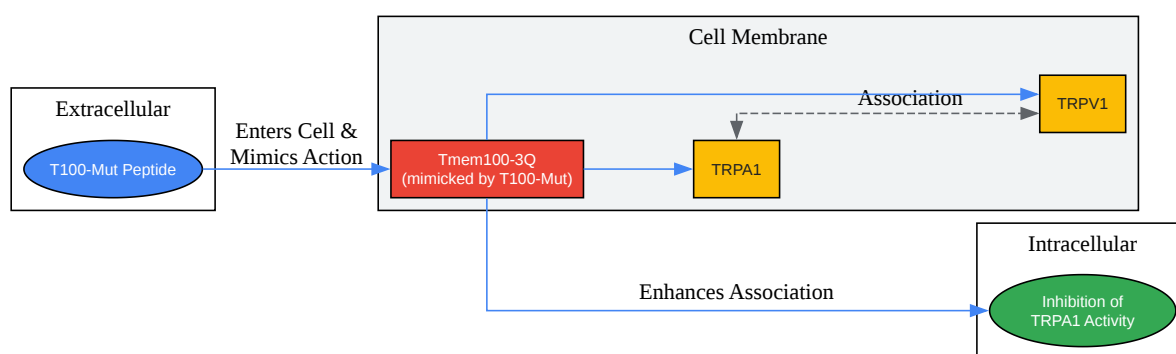 Cell Membrane
Extracellular
T100-Mut Peptide
Enters Cell &
Mimics Action
Tmem100-3Q
(mimicked by T100-Mut)
TRPA1
Association
TRPV1
Intracellular
Enhances Association
Inhibition of
TRPA1 Activity